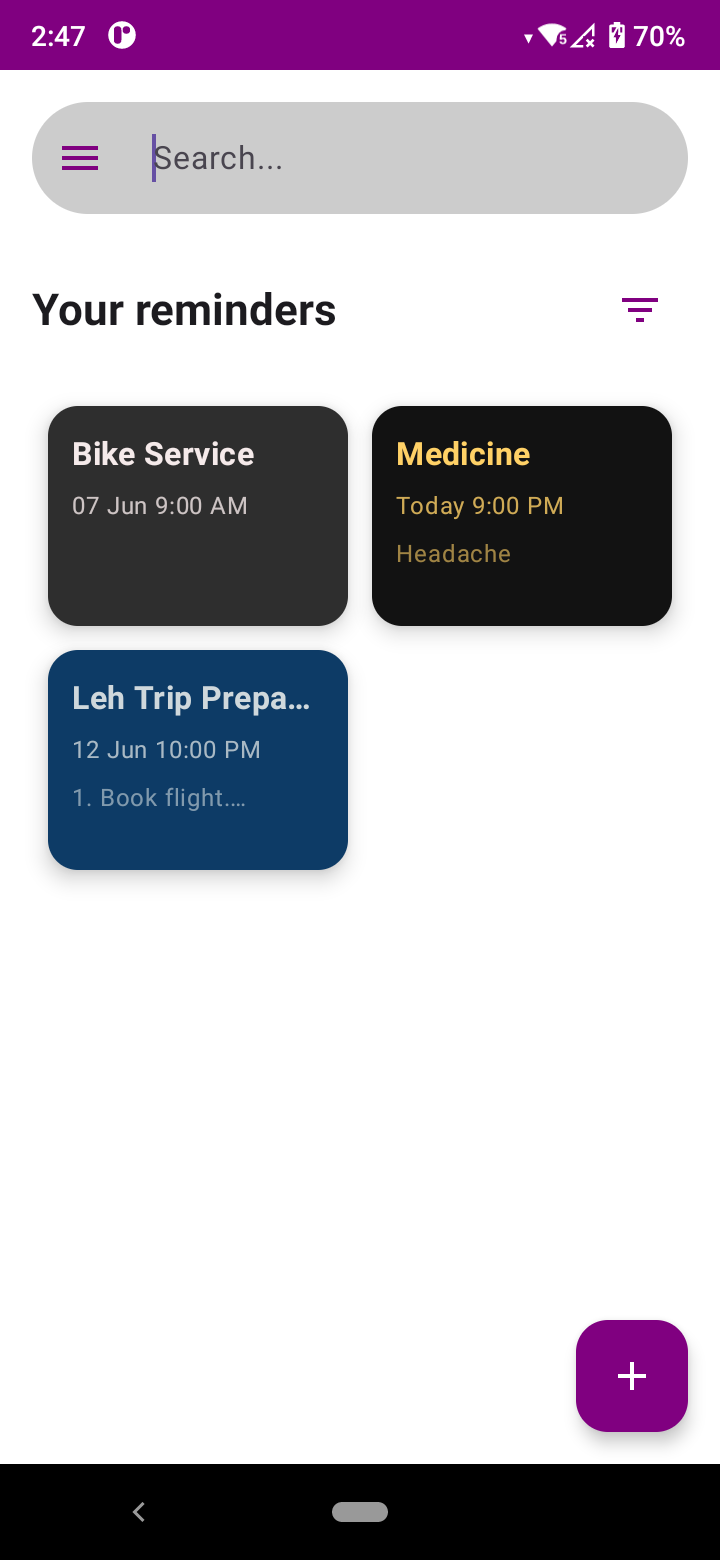 2:47
5
70%
Search...
Your reminders
Bike Service
07 Jun 9:00 AM
Medicine
Today 9:00 PM
Headache
Leh Trip Prepa...
12 Jun 10:00 PM
1. Book flight....